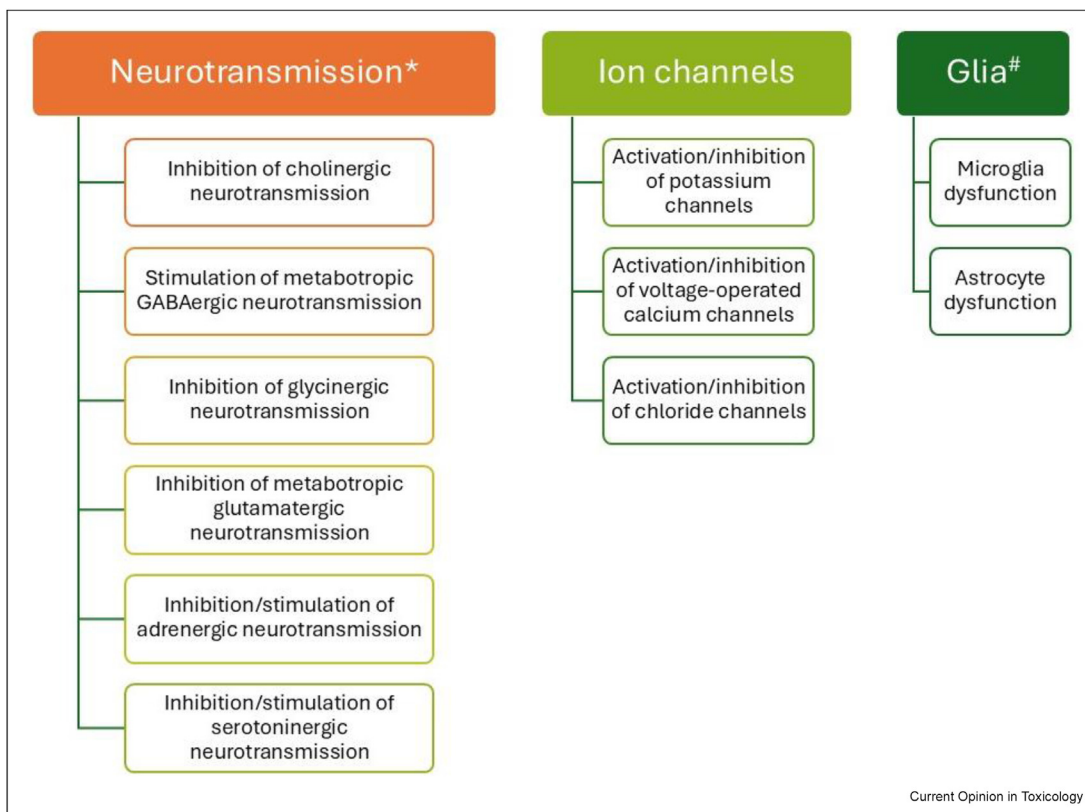 Neurotransmission*
Inhibition of cholinergic
neurotransmission
Stimulation of metabotropic
GABAergic neurotransmission
Inhibition of glycinergic
neurotransmission
Inhibition of metabotropic
glutamatergic
neurotransmission
Inhibition/stimulation of
adrenergic neurotransmission
Inhibition/stimulation of
serotoninergic
neurotransmission
Ion channels
Activation/inhibition
of potassium
channels
Activation/inhibition
of voltage-operated
calcium channels
Activation/inhibition
of chloride channels
Glia#
Microglia
dysfunction
Astrocyte
dysfunction
Current Opinion in Toxicology